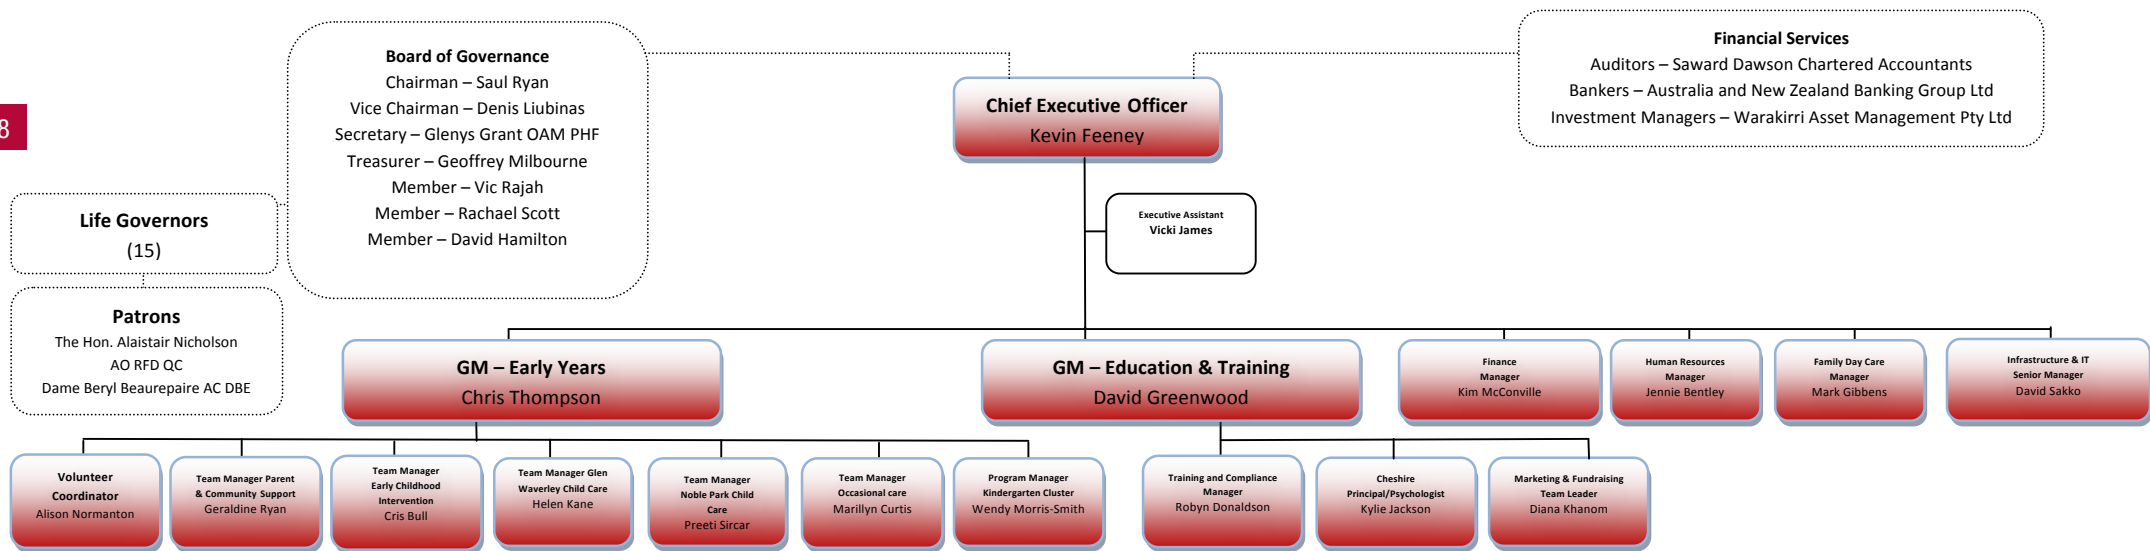 8
Board of Governance
Chairman – Saul Ryan
Vice Chairman – Denis Liubinas
Secretary – Glenys Grant OAM PHF
Treasurer – Geoffrey Milbourne
Member – Vic Rajah
Member – Rachael Scott
Member – David Hamilton
Chief Executive Officer
Kevin Feeney
Financial Services
Auditors – Saward Dawson Chartered Accountants
Bankers – Australia and New Zealand Banking Group Ltd
Investment Managers – Warakirri Asset Management Pty Ltd
Life Governors
(15)
Executive Assistant
Vicki James
Patrons
The Hon. Alaistair Nicholson
AO RFD QC
Dame Beryl Beaurepaire AC DBE
GM – Early Years
Chris Thompson
GM – Education & Training
David Greenwood
Finance
Manager
Kim McConville
Human Resources
Manager
Jennie Bentley
Family Day Care
Manager
Mark Gibbens
Infrastructure & IT
Senior Manager
David Sakko
Volunteer
Coordinator
Alison Normanton
Team Manager Parent
& Community Support
Geraldine Ryan
Team Manager
Early Childhood
Intervention
Cris Bull
Team Manager Glen
Waverley Child Care
Helen Kane
Team Manager
Noble Park Child
Care
Preeti Sircar
Team Manager
Occasional care
Marillyn Curtis
Program Manager
Kindergarten Cluster
Wendy Morris-Smith
Training and Compliance
Manager
Robyn Donaldson
Cheshire
Principal/Psychologist
Kylie Jackson
Marketing & Fundraising
Team Leader
Diana Khanom